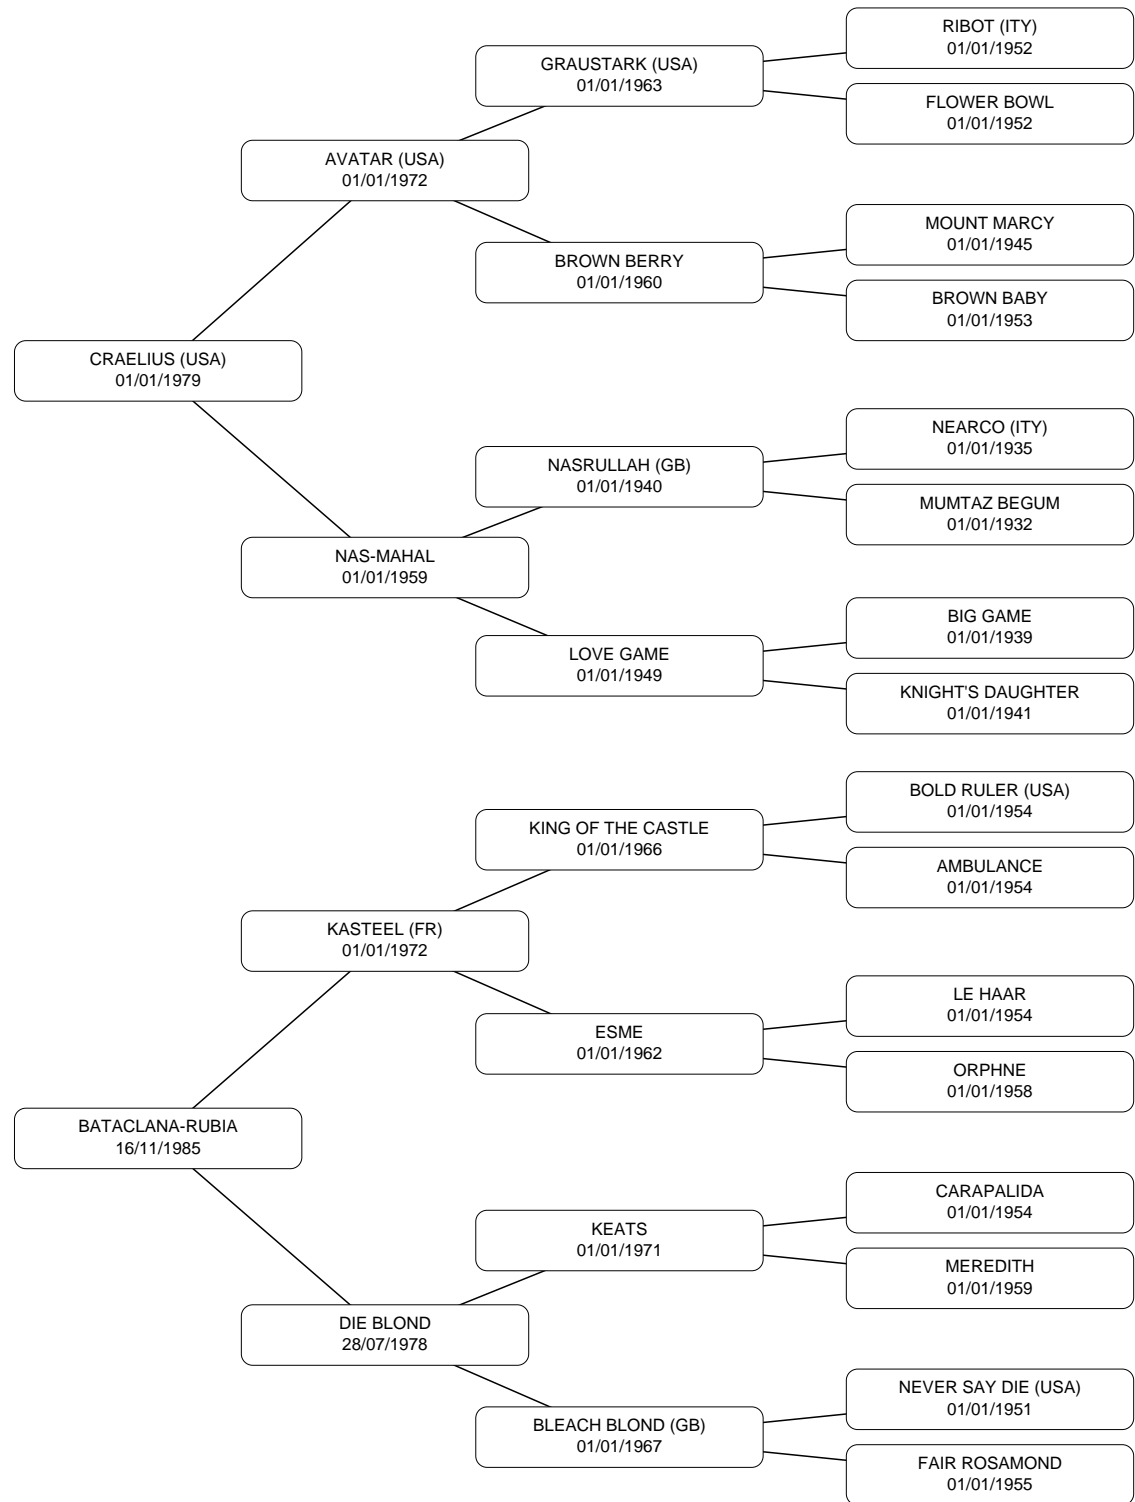 RIBOT (ITY)
01/01/1952
GRAUSTARK (USA)
01/01/1963
FLOWER BOWL
01/01/1952
AVATAR (USA)
01/01/1972
MOUNT MARCY
01/01/1945
BROWN BERRY
01/01/1960
BROWN BABY
01/01/1953
CRAELIUS (USA)
01/01/1979
NEARCO (ITY)
01/01/1935
NASRULLAH (GB)
01/01/1940
MUMTAZ BEGUM
01/01/1932
NAS-MAHAL
01/01/1959
BIG GAME
01/01/1939
LOVE GAME
01/01/1949
KNIGHT'S DAUGHTER
01/01/1941
BOLD RULER (USA)
01/01/1954
KING OF THE CASTLE
01/01/1966
AMBULANCE
01/01/1954
KASTEEL (FR)
01/01/1972
LE HAAR
01/01/1954
ESME
01/01/1962
ORPHNE
01/01/1958
BATACLANA-RUBIA
16/11/1985
CARAPALIDA
01/01/1954
KEATS
01/01/1971
MEREDITH
01/01/1959
DIE BLOND
28/07/1978
NEVER SAY DIE (USA)
01/01/1951
BLEACH BLOND (GB)
01/01/1967
FAIR ROSAMOND
01/01/1955